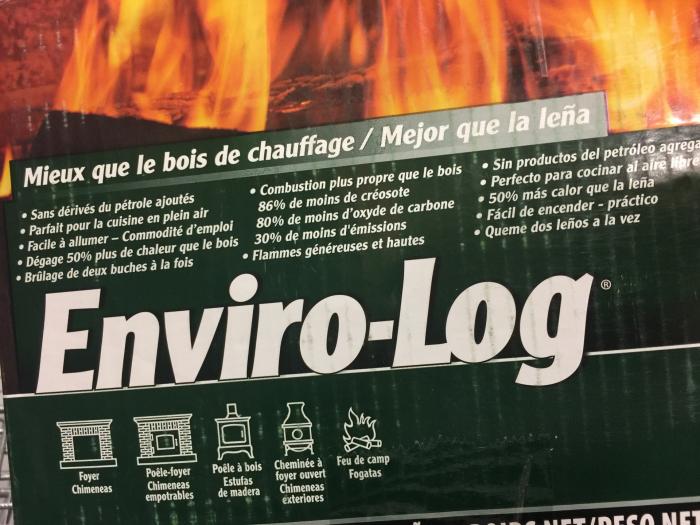 Mieux que le bois de chauffage / Mejor que la leña
• Sans dérivés du pétrole ajoutés
• Parfait pour la cuisine en plein air
• Facile à allumer – Commodité d'emploi
• Dégage 50% plus de chaleur que le bois
• Brûlage de deux buches à la fois
• Combustion plus propre que le bois
86% de moins de créosote
80% de moins d'oxyde de carbone
30% de moins d'émissions
• Flammes généreuses et hautes
• Sin productos del petróleo
• Perfecto para cocinar al aire libre
• 50% más calor que la leña
• Fácil de encender - práctico
• Queme dos leños a la vez
Enviro-Log®
Foyer
Chimeneas
Poêle-foyer
Chimeneas
empotrables
Poêle à bois
Estufas
de madera
Cheminée à
foyer ouvert
Chimeneas
exteriores
Feu de camp
Fogatas
NET/PESO